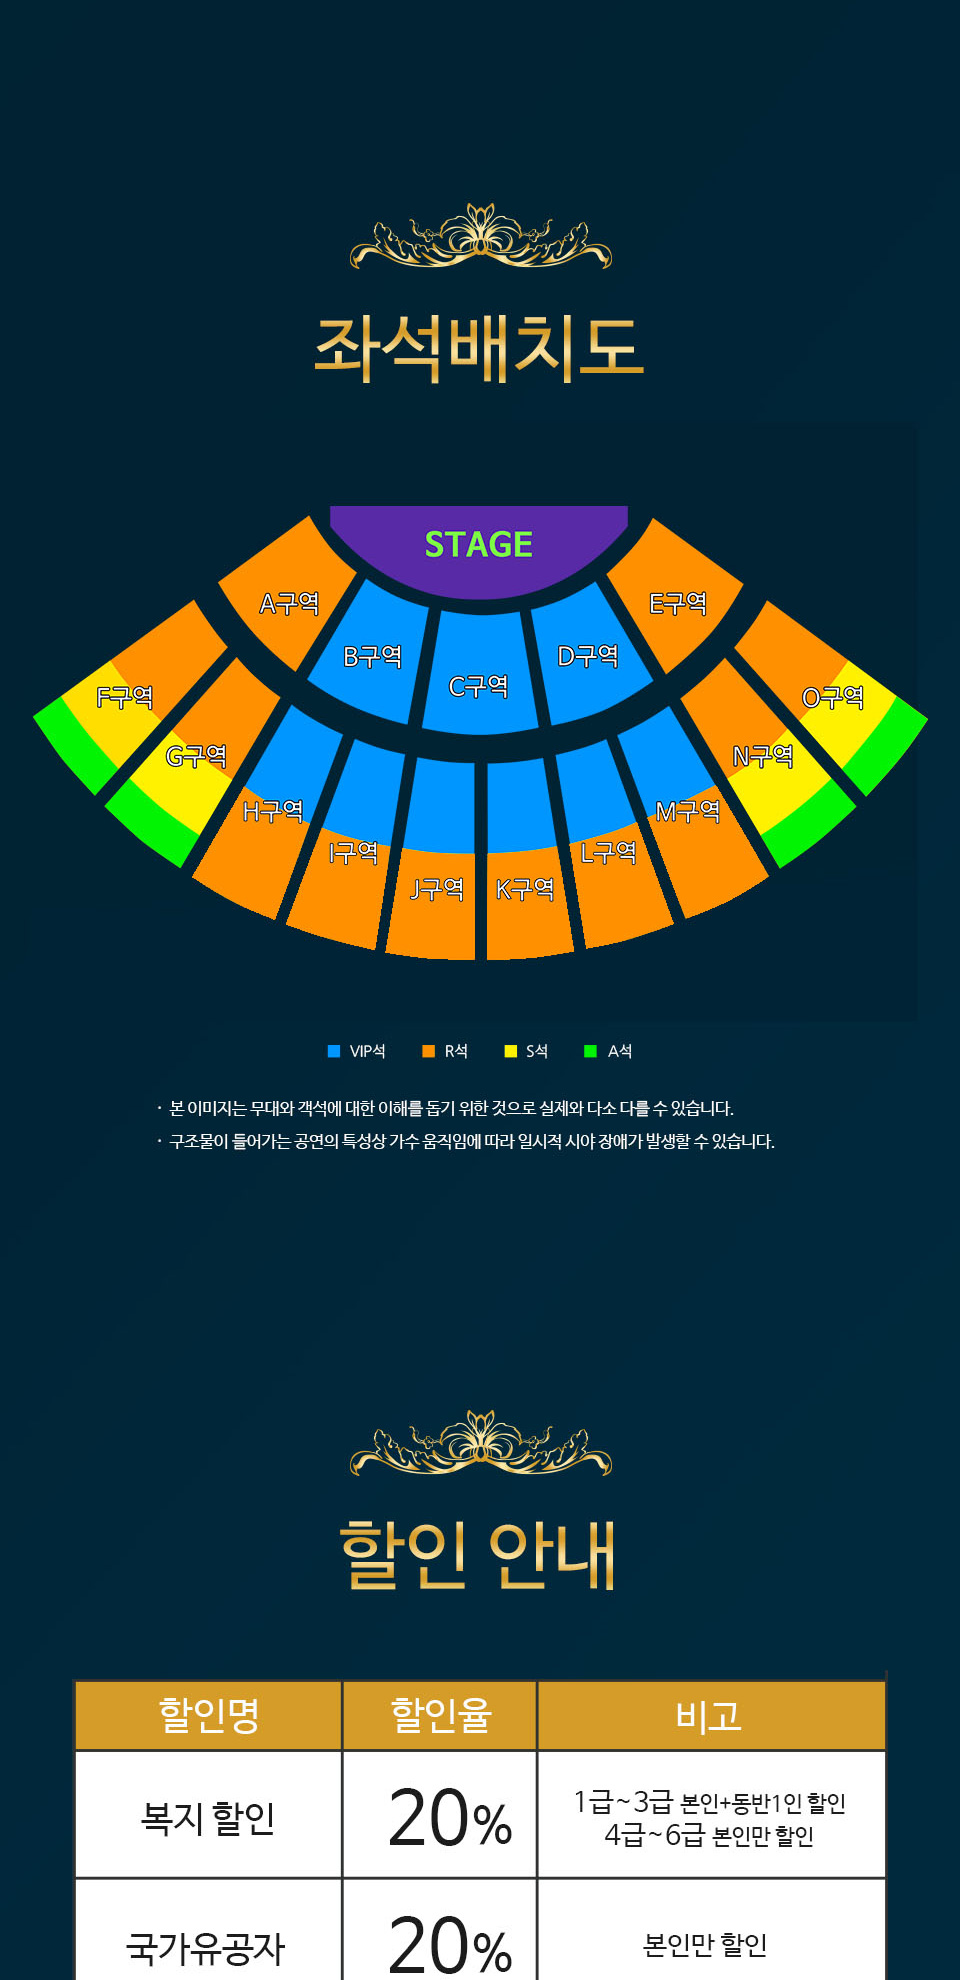 좌석배치도
STAGE
A구역
E구역
B구역
D구역
C구역
F구역
O구역
G구역
N구역
H구역
M구역
I구역
L구역
J구역
K구역
VIP석 R석 S석 A석
· 본 이미지는 무대와 객석에 대한 이해를 돕기 위한 것으로 실제와 다소 다를 수 있습니다.
· 구조물이 들어가는 공연의 특성상 가수 움직임에 따라 일시적 시야 장애가 발생할 수 있습니다.
할인 안내
할인명 할인율 비고
복지 할인 20% 1급~3급 본인+동반1인 할인
4급~6급 본인만 할인
국가유공자 20% 본인만 할인